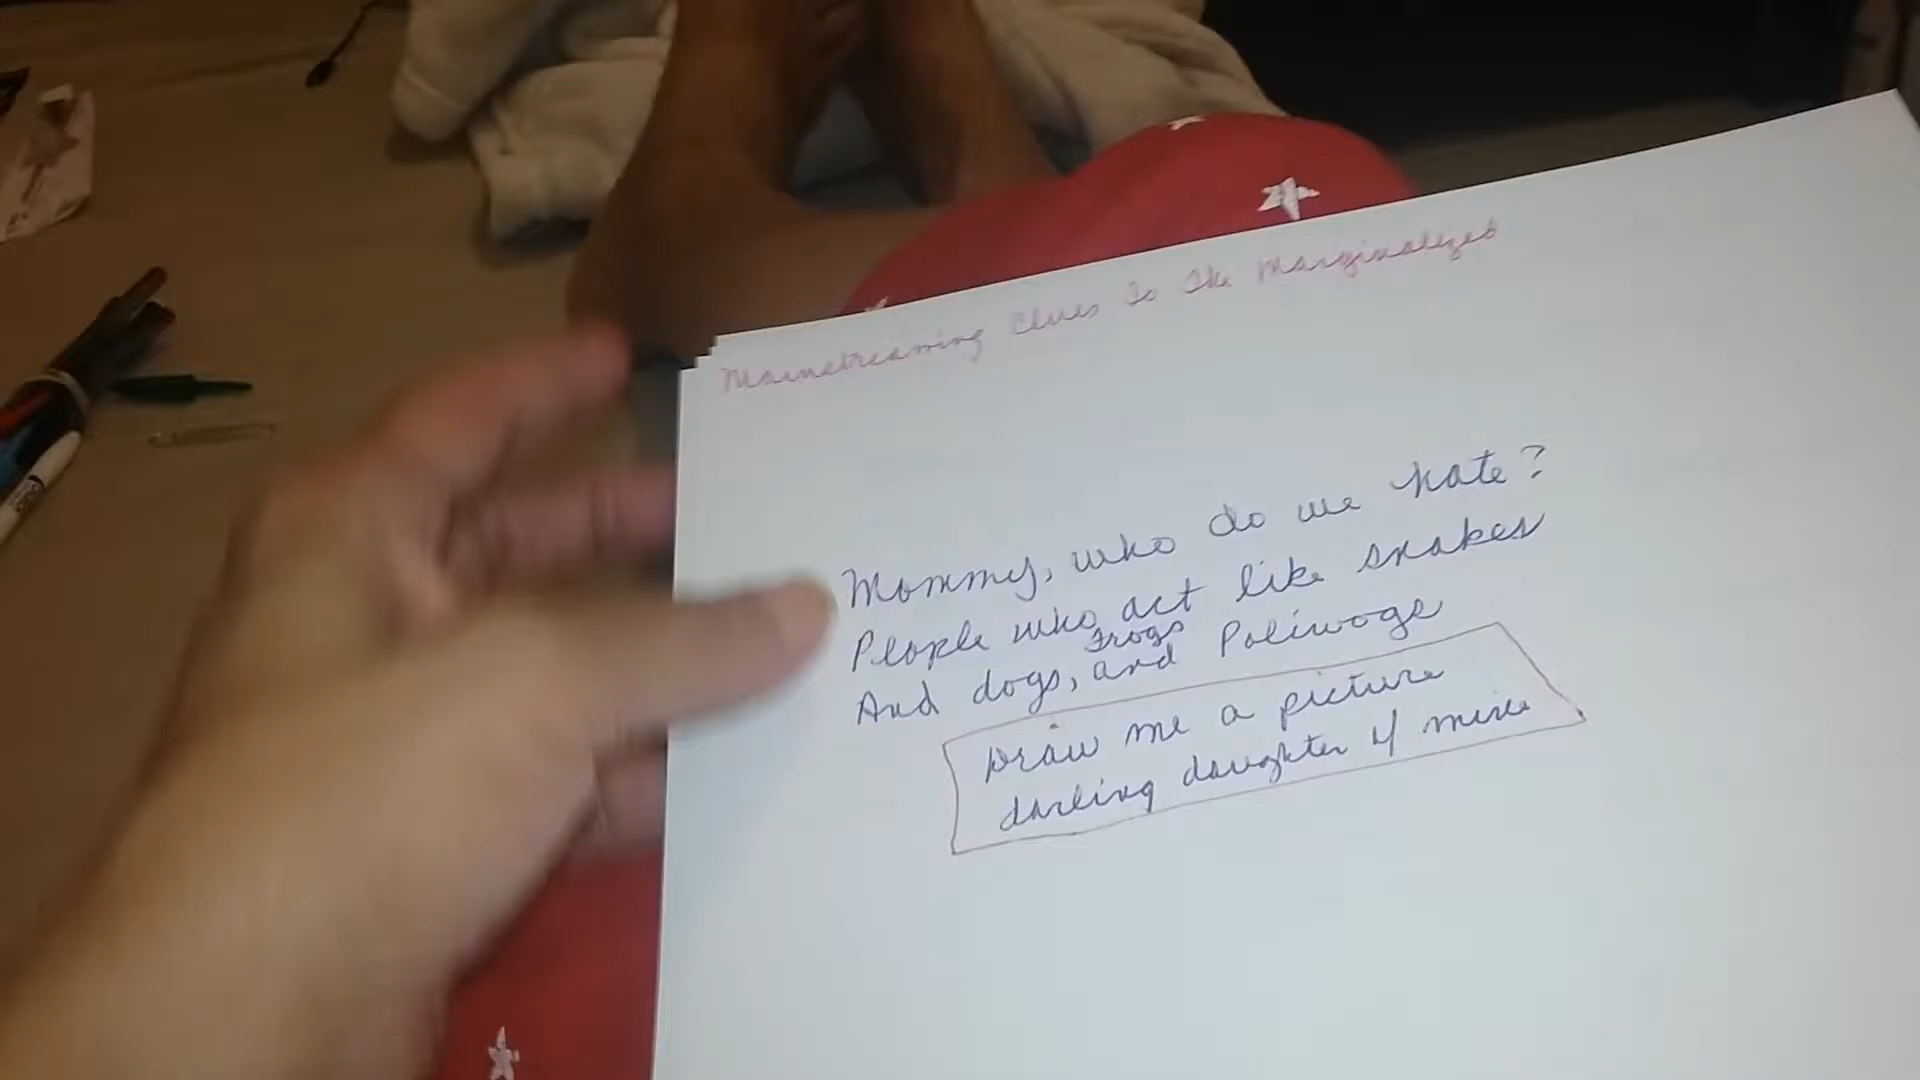 Mainstreaming Clues To The Marginalized
Mommy, who do we hate?
People who act like snakes
Frogs
And dogs, and Poliwogs
Draw me a picture
darling daughter of mine